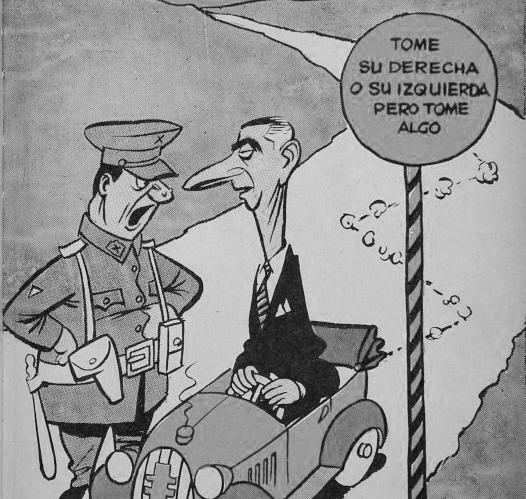 TOME
SU DERECHA
O SU IZQUIERDA
PERO TOME
ALGO